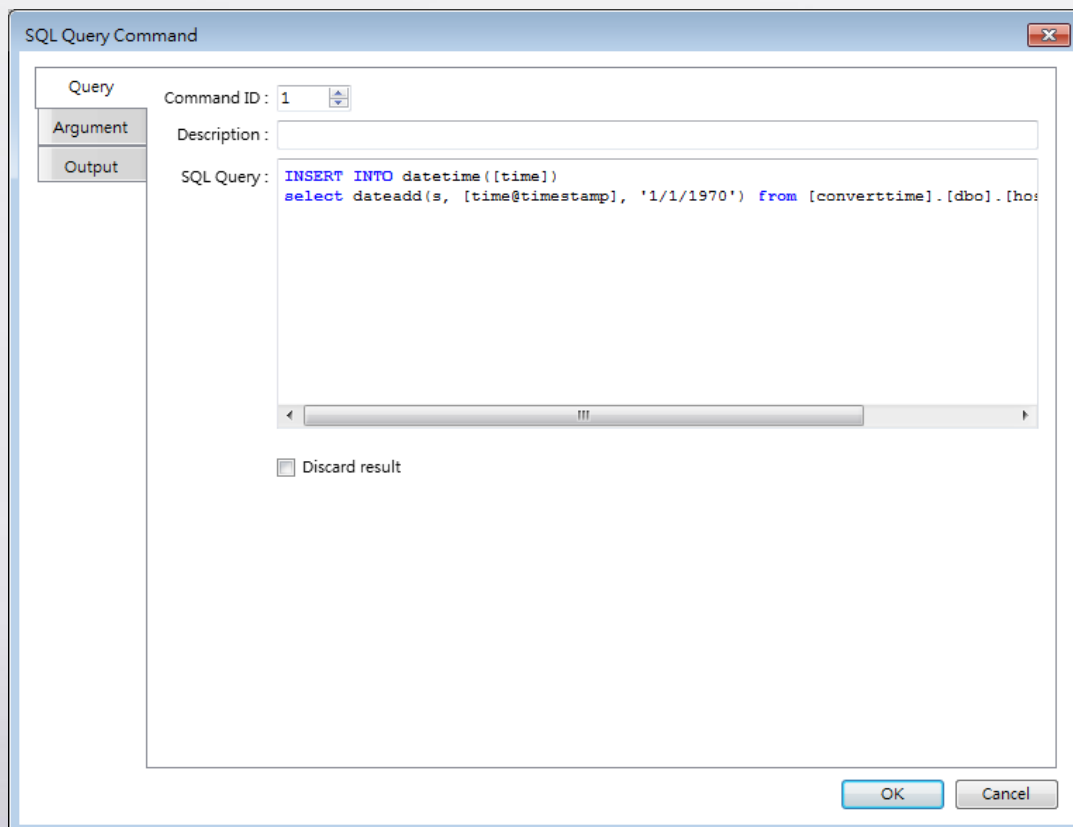 SQL Query Command
Query
Argument
Output
Command ID : 1
Description :
SQL Query :
INSERT INTO datetime([time])
select dateadd(s, [time@timestamp], '1/1/1970') from [converttime].[dbo].
Discard result
OK
Cancel